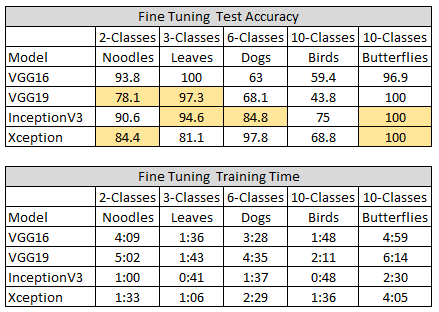 Fine Tuning Test Accuracy
2-Classes 3-Classes 6-Classes 10-Classes 10-Classes
Model Noodles Leaves Dogs Birds Butterflies
VGG16 93.8 100 63 59.4 96.9
VGG19 78.1 97.3 68.1 43.8 100
InceptionV3 90.6 94.6 84.8 75 100
Xception 84.4 81.1 97.8 68.8 100
Fine Tuning Training Time
2-Classes 3-Classes 6-Classes 10-Classes 10-Classes
Model Noodles Leaves Dogs Birds Butterflies
VGG16 4:09 1:36 3:28 1:48 4:59
VGG19 5:02 1:43 4:35 2:11 6:14
InceptionV3 1:00 0:41 1:37 0:48 2:30
Xception 1:33 1:06 2:29 1:36 4:05